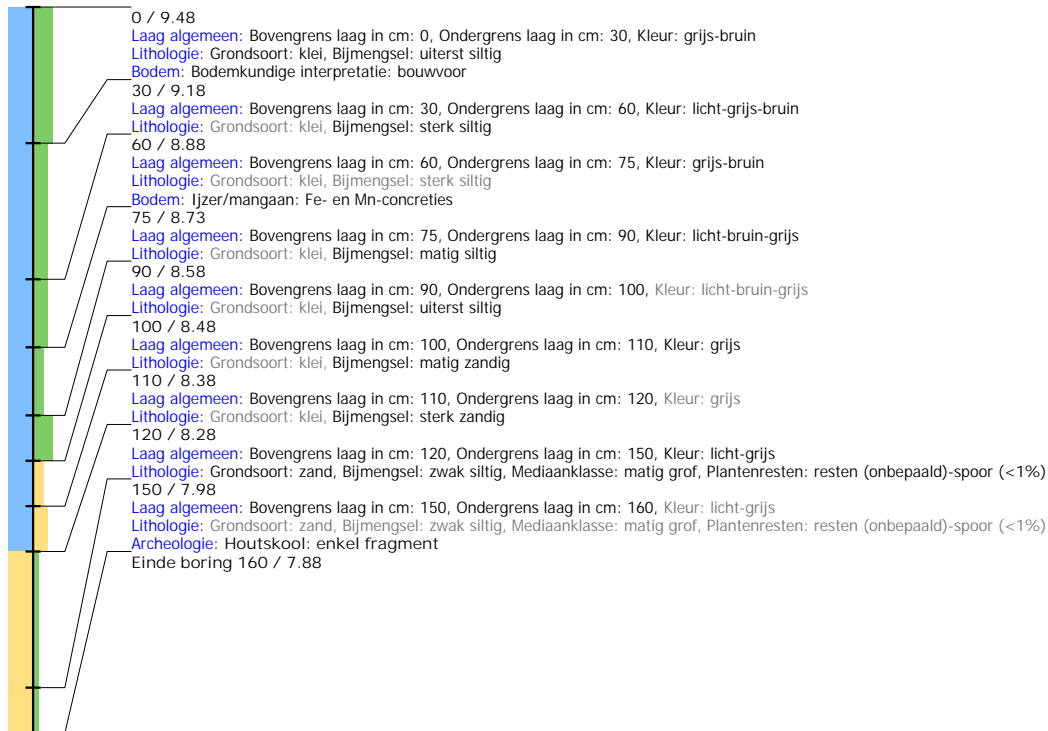 0 / 9.48
Laag algemeen: Bovengrens laag in cm: 0, Ondergrens laag in cm: 30, Kleur: grijs-bruin
Lithologie: Grondsoort: klei, Bijmengsel: uiterst siltig
Bodem: Bodemkundige interpretatie: bouwvoor
30 / 9.18
Laag algemeen: Bovengrens laag in cm: 30, Ondergrens laag in cm: 60, Kleur: licht-grijs-bruin
Lithologie: Grondsoort: klei, Bijmengsel: sterk siltig
60 / 8.88
Laag algemeen: Bovengrens laag in cm: 60, Ondergrens laag in cm: 75, Kleur: grijs-bruin
Lithologie: Grondsoort: klei, Bijmengsel: sterk siltig
Bodem: Ijzer/mangaan: Fe- en Mn-concreties
75 / 8.73
Laag algemeen: Bovengrens laag in cm: 75, Ondergrens laag in cm: 90, Kleur: licht-bruin-grijs
Lithologie: Grondsoort: klei, Bijmengsel: matig siltig
90 / 8.58
Laag algemeen: Bovengrens laag in cm: 90, Ondergrens laag in cm: 100, Kleur: licht-bruin-grijs
Lithologie: Grondsoort: klei, Bijmengsel: uiterst siltig
100 / 8.48
Laag algemeen: Bovengrens laag in cm: 100, Ondergrens laag in cm: 110, Kleur: grijs
Lithologie: Grondsoort: klei, Bijmengsel: matig zandig
110 / 8.38
Laag algemeen: Bovengrens laag in cm: 110, Ondergrens laag in cm: 120, Kleur: grijs
Lithologie: Grondsoort: klei, Bijmengsel: sterk zandig
120 / 8.28
Laag algemeen: Bovengrens laag in cm: 120, Ondergrens laag in cm: 150, Kleur: licht-grijs
Lithologie: Grondsoort: zand, Bijmengsel: zwak siltig, Mediaanklasse: matig grof, Plantenresten: resten (onbepaald)-spoor (<1%)
150 / 7.98
Laag algemeen: Bovengrens laag in cm: 150, Ondergrens laag in cm: 160, Kleur: licht-grijs
Lithologie: Grondsoort: zand, Bijmengsel: zwak siltig, Mediaanklasse: matig grof, Plantenresten: resten (onbepaald)-spoor (<1%)
Archeologie: Houtskool: enkel fragment
Einde boring 160 / 7.88